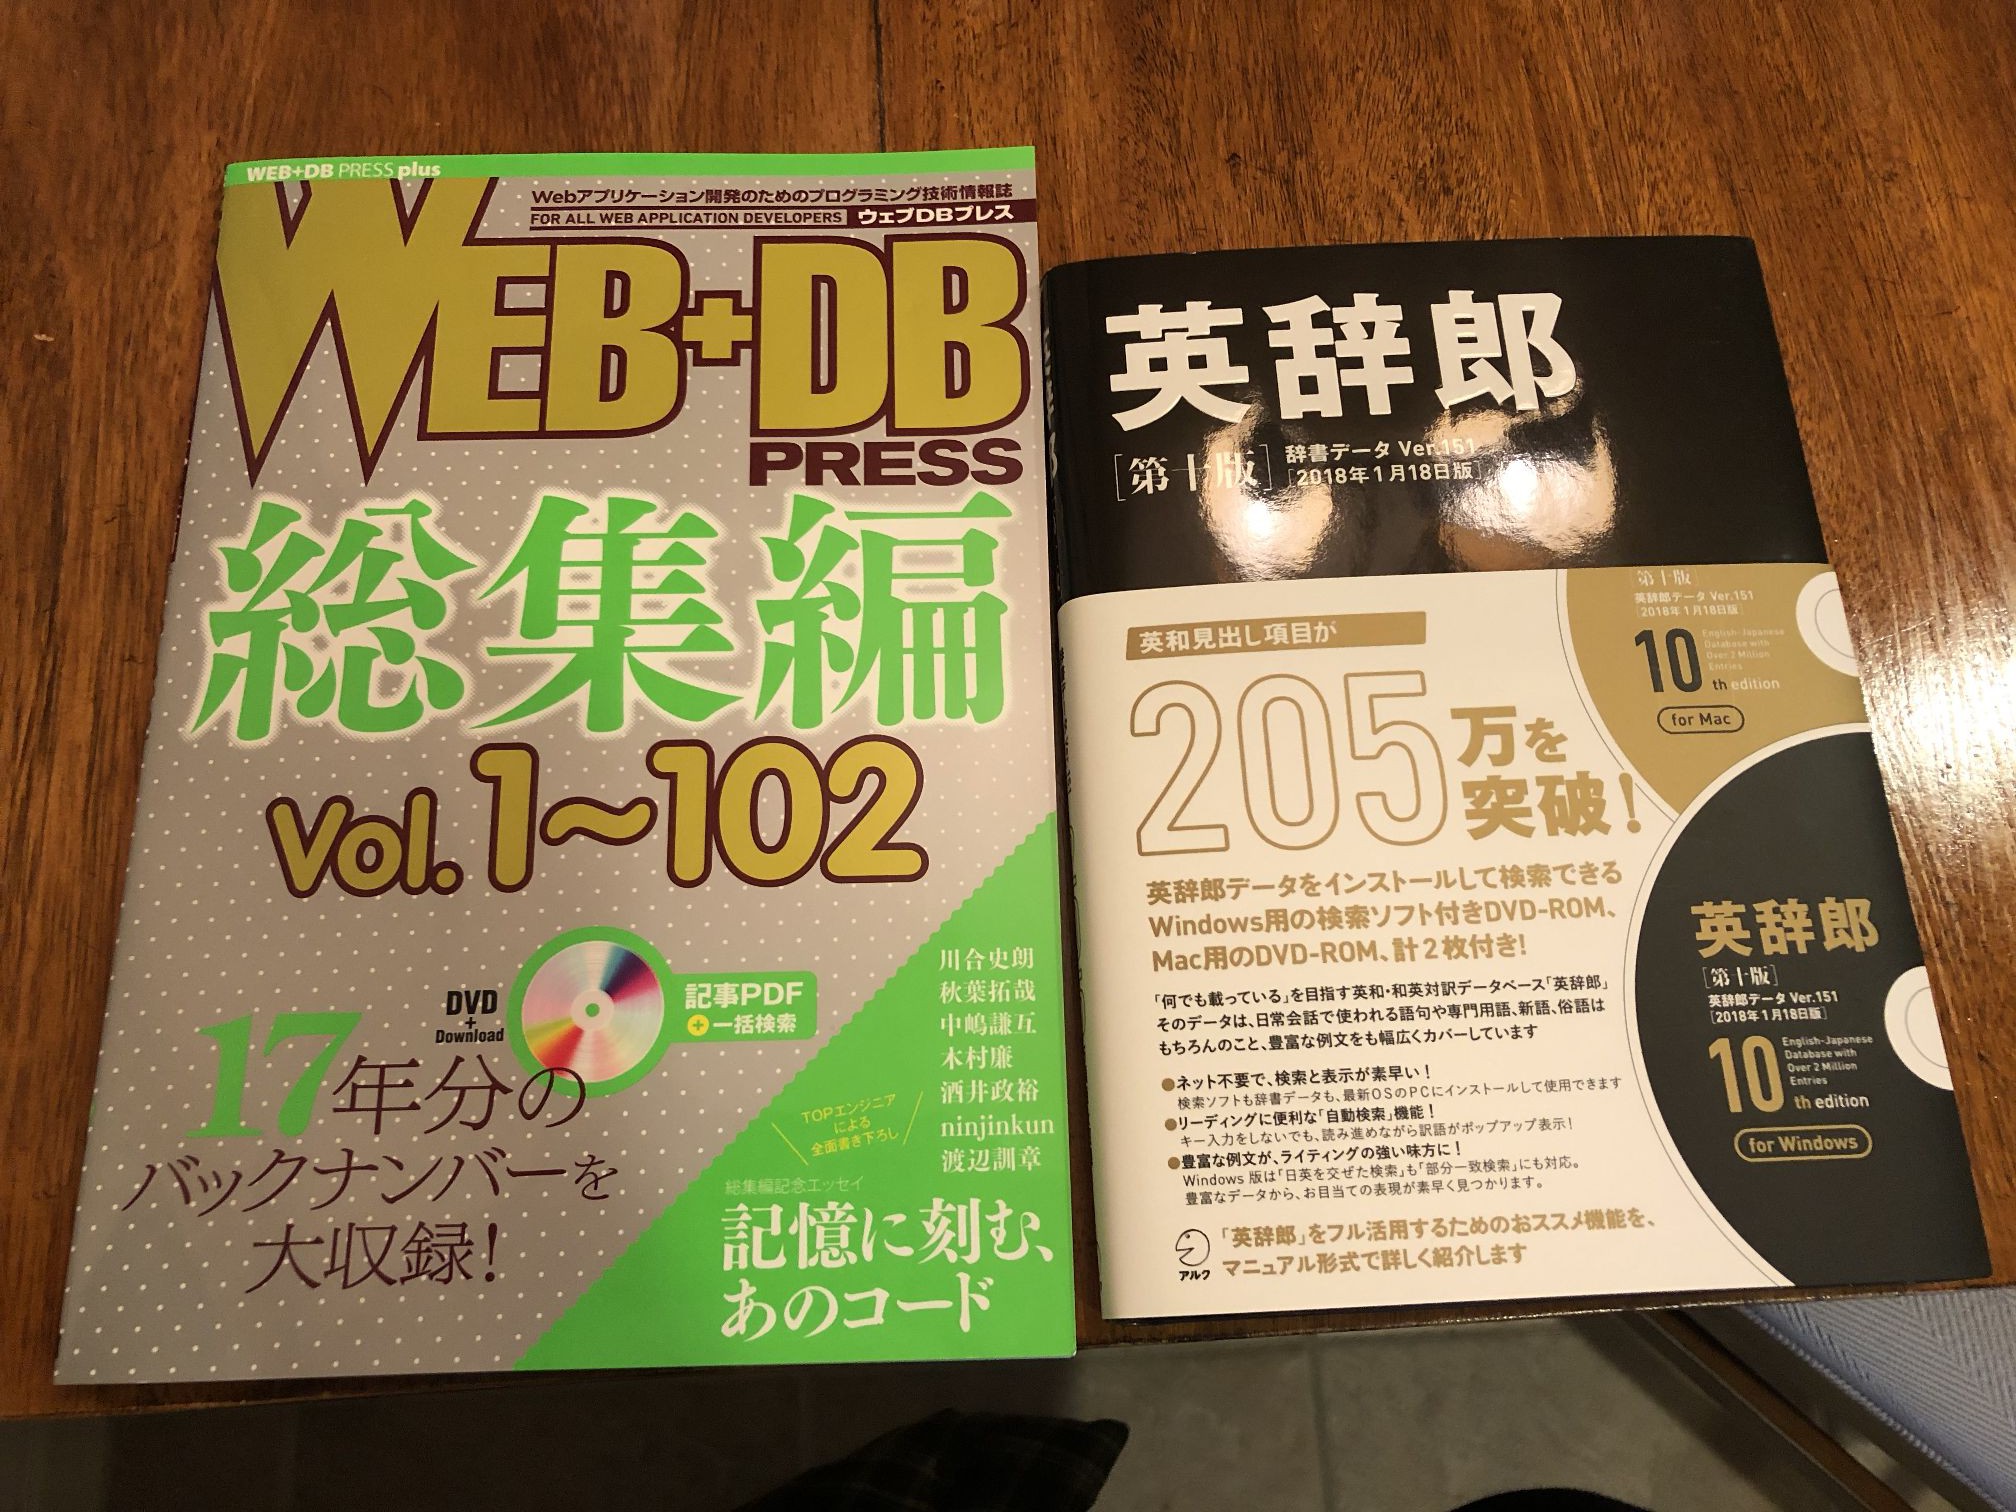 WEB+DB PRESS plus
Webアプリケーション開発のためのプログラミング技術情報誌
FOR ALL WEB APPLICATION DEVELOPERS ウェブDBプレス
WEB+DB
PRESS
総集編
Vol.1〜102
DVD
+
Download
記事PDF
+一括検索
17年分の
バックナンバーを
大収録!
川合史朗
秋葉拓哉
中嶋謙互
木村廉
酒井政裕
ninjinkun
渡辺訓章
TOPエンジニア
による
全面書き下ろし
総集編記念エッセイ
記憶に刻む、
あのコード
英辞郎
[第十版]
辞書データ Ver.151
[2018年1月18日版]
英和見出し項目が
205万を
突破!
英辞郎データをインストールして検索できる
Windows用の検索ソフト付きDVD-ROM、
Mac用のDVD-ROM、計2枚付き!
「何でも載っている」を目指す英和・和英対訳データベース「英辞郎」
そのデータは、日常会話で使われる語句や専門用語、新語、俗語は
もちろんのこと、豊富な例文をも幅広くカバーしています
●ネット不要で、検索と表示が素早い!
検索ソフトも辞書データも、最新OSのPCにインストールして使用できます
●リーディングに便利な「自動検索」機能!
キー入力をしないでも、読み進めながら訳語がポップアップ表示!
●豊富な例文が、ライティングの強い味方に!
Windows版は「日英を交ぜた検索」も「部分一致検索」にも対応。
豊富なデータから、お目当ての表現が素早く見つかります。
アルク
「英辞郎」をフル活用するためのおススメ機能を、
マニュアル形式で詳しく紹介します
[第十版]
英辞郎データ Ver.151
[2018年1月18日版]
10th edition
English-Japanese
Database with
Over 2 Million
Entries
for Mac
英辞郎
[第十版]
英辞郎データ Ver.151
[2018年1月18日版]
10th edition
English-Japanese
Database with
Over 2 Million
Entries
for Windows